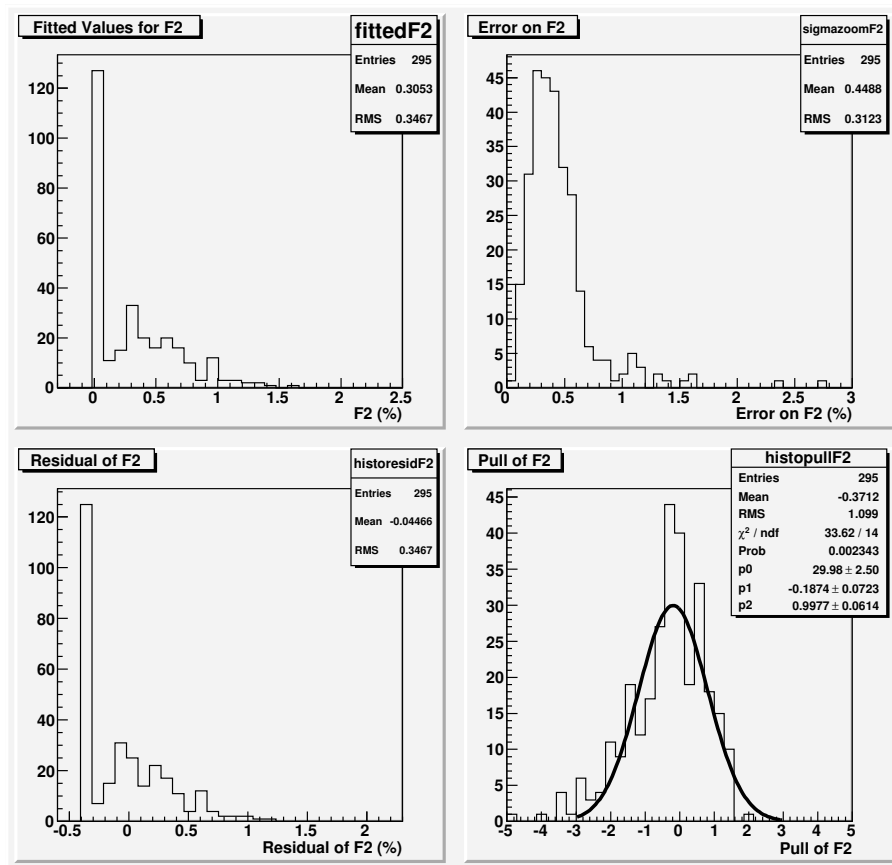 Fitted Values for F2
fittedF2
Entries 295
Mean 0.3053
RMS 0.3467
120
100
80
60
40
20
0
0 0.5 1 1.5 2 2.5
F2 (%)
Error on F2
sigmazoomF2
Entries 295
Mean 0.4488
RMS 0.3123
45
40
35
30
25
20
15
10
5
0
0 0.5 1 1.5 2 2.5 3
Error on F2 (%)
Residual of F2
historesidF2
Entries 295
Mean -0.04466
RMS 0.3467
120
100
80
60
40
20
0
-0.5 0 0.5 1 1.5 2
Residual of F2 (%)
Pull of F2
histopullF2
Entries 295
Mean -0.3712
RMS 1.099
χ² / ndf 33.62 / 14
Prob 0.002343
p0 29.98 ± 2.50
p1 -0.1874 ± 0.0723
p2 0.9977 ± 0.0614
45
40
35
30
25
20
15
10
5
0
-5 -4 -3 -2 -1 0 1 2 3 4 5
Pull of F2